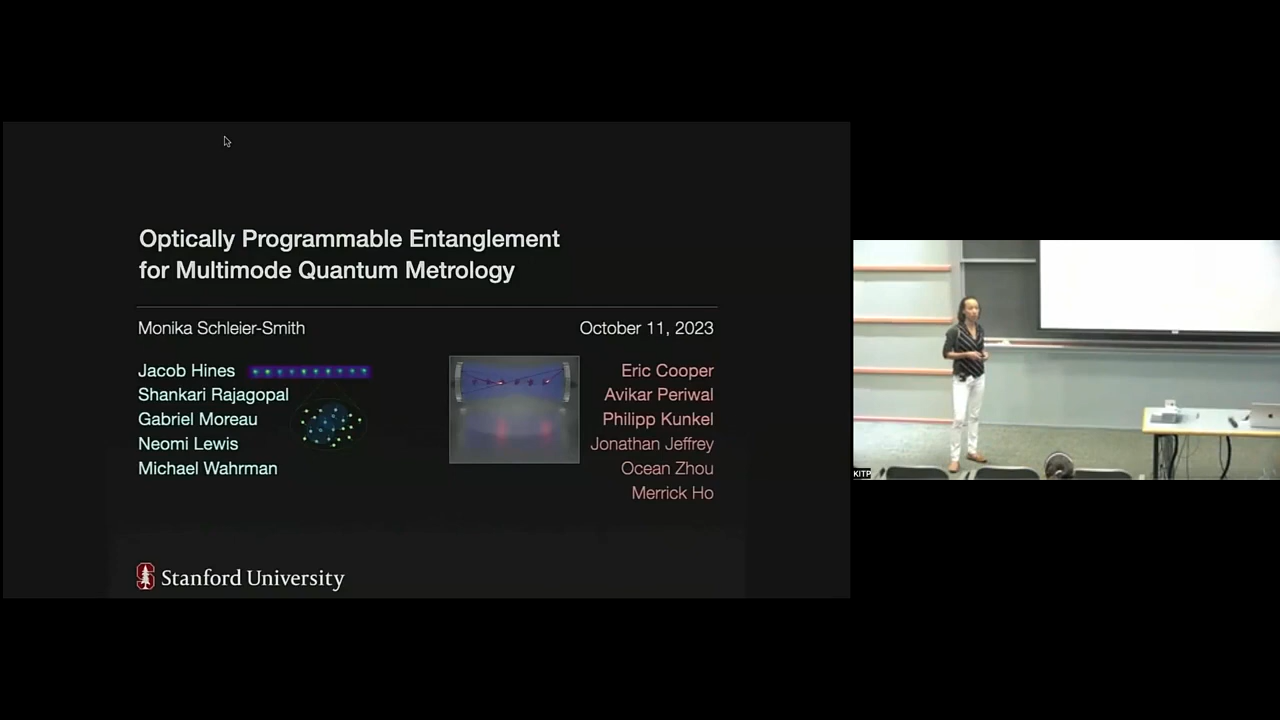 Optically Programmable Entanglement
for Multimode Quantum Metrology
Monika Schleier-Smith
October 11, 2023
Jacob Hines
Shankari Rajagopal
Gabriel Moreau
Neomi Lewis
Michael Wahrman
Eric Cooper
Avikar Periwal
Philipp Kunkel
Jonathan Jeffrey
Ocean Zhou
Merrick Ho
Stanford University
KITP